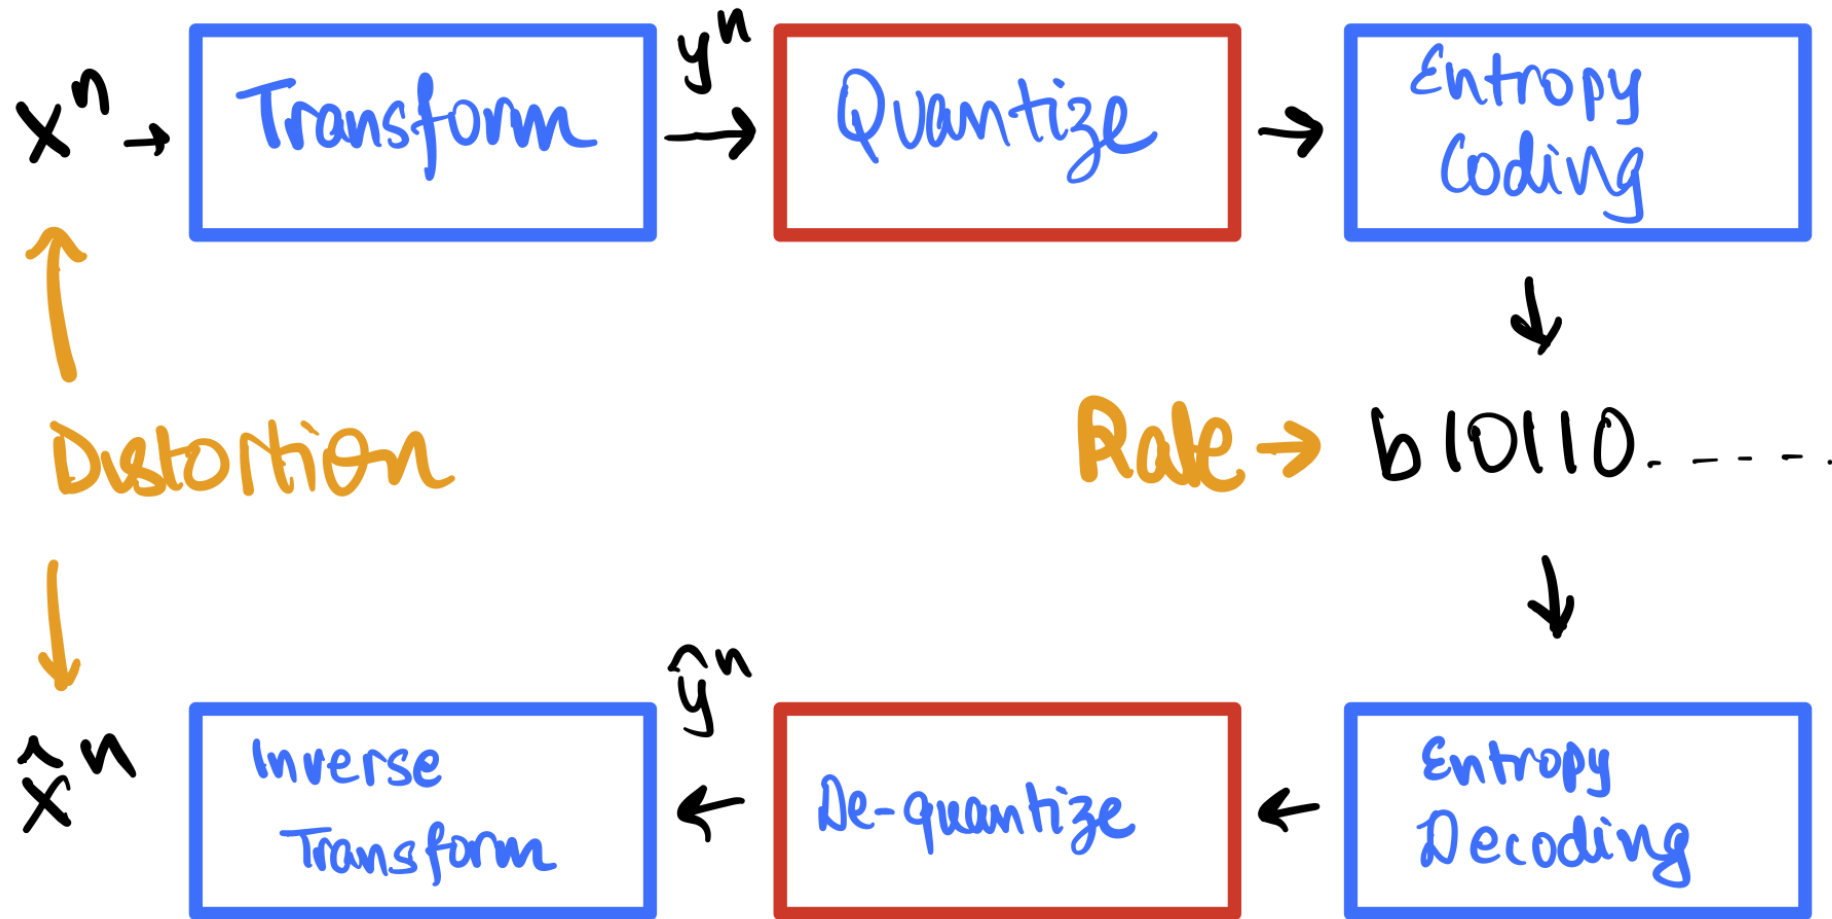 xⁿ
Transform
yⁿ
Quantize
Entropy
Coding
Distortion
Rate
b10110.-----
x̂ⁿ
Inverse
Transform
ŷⁿ
De-quantize
Entropy
Decoding